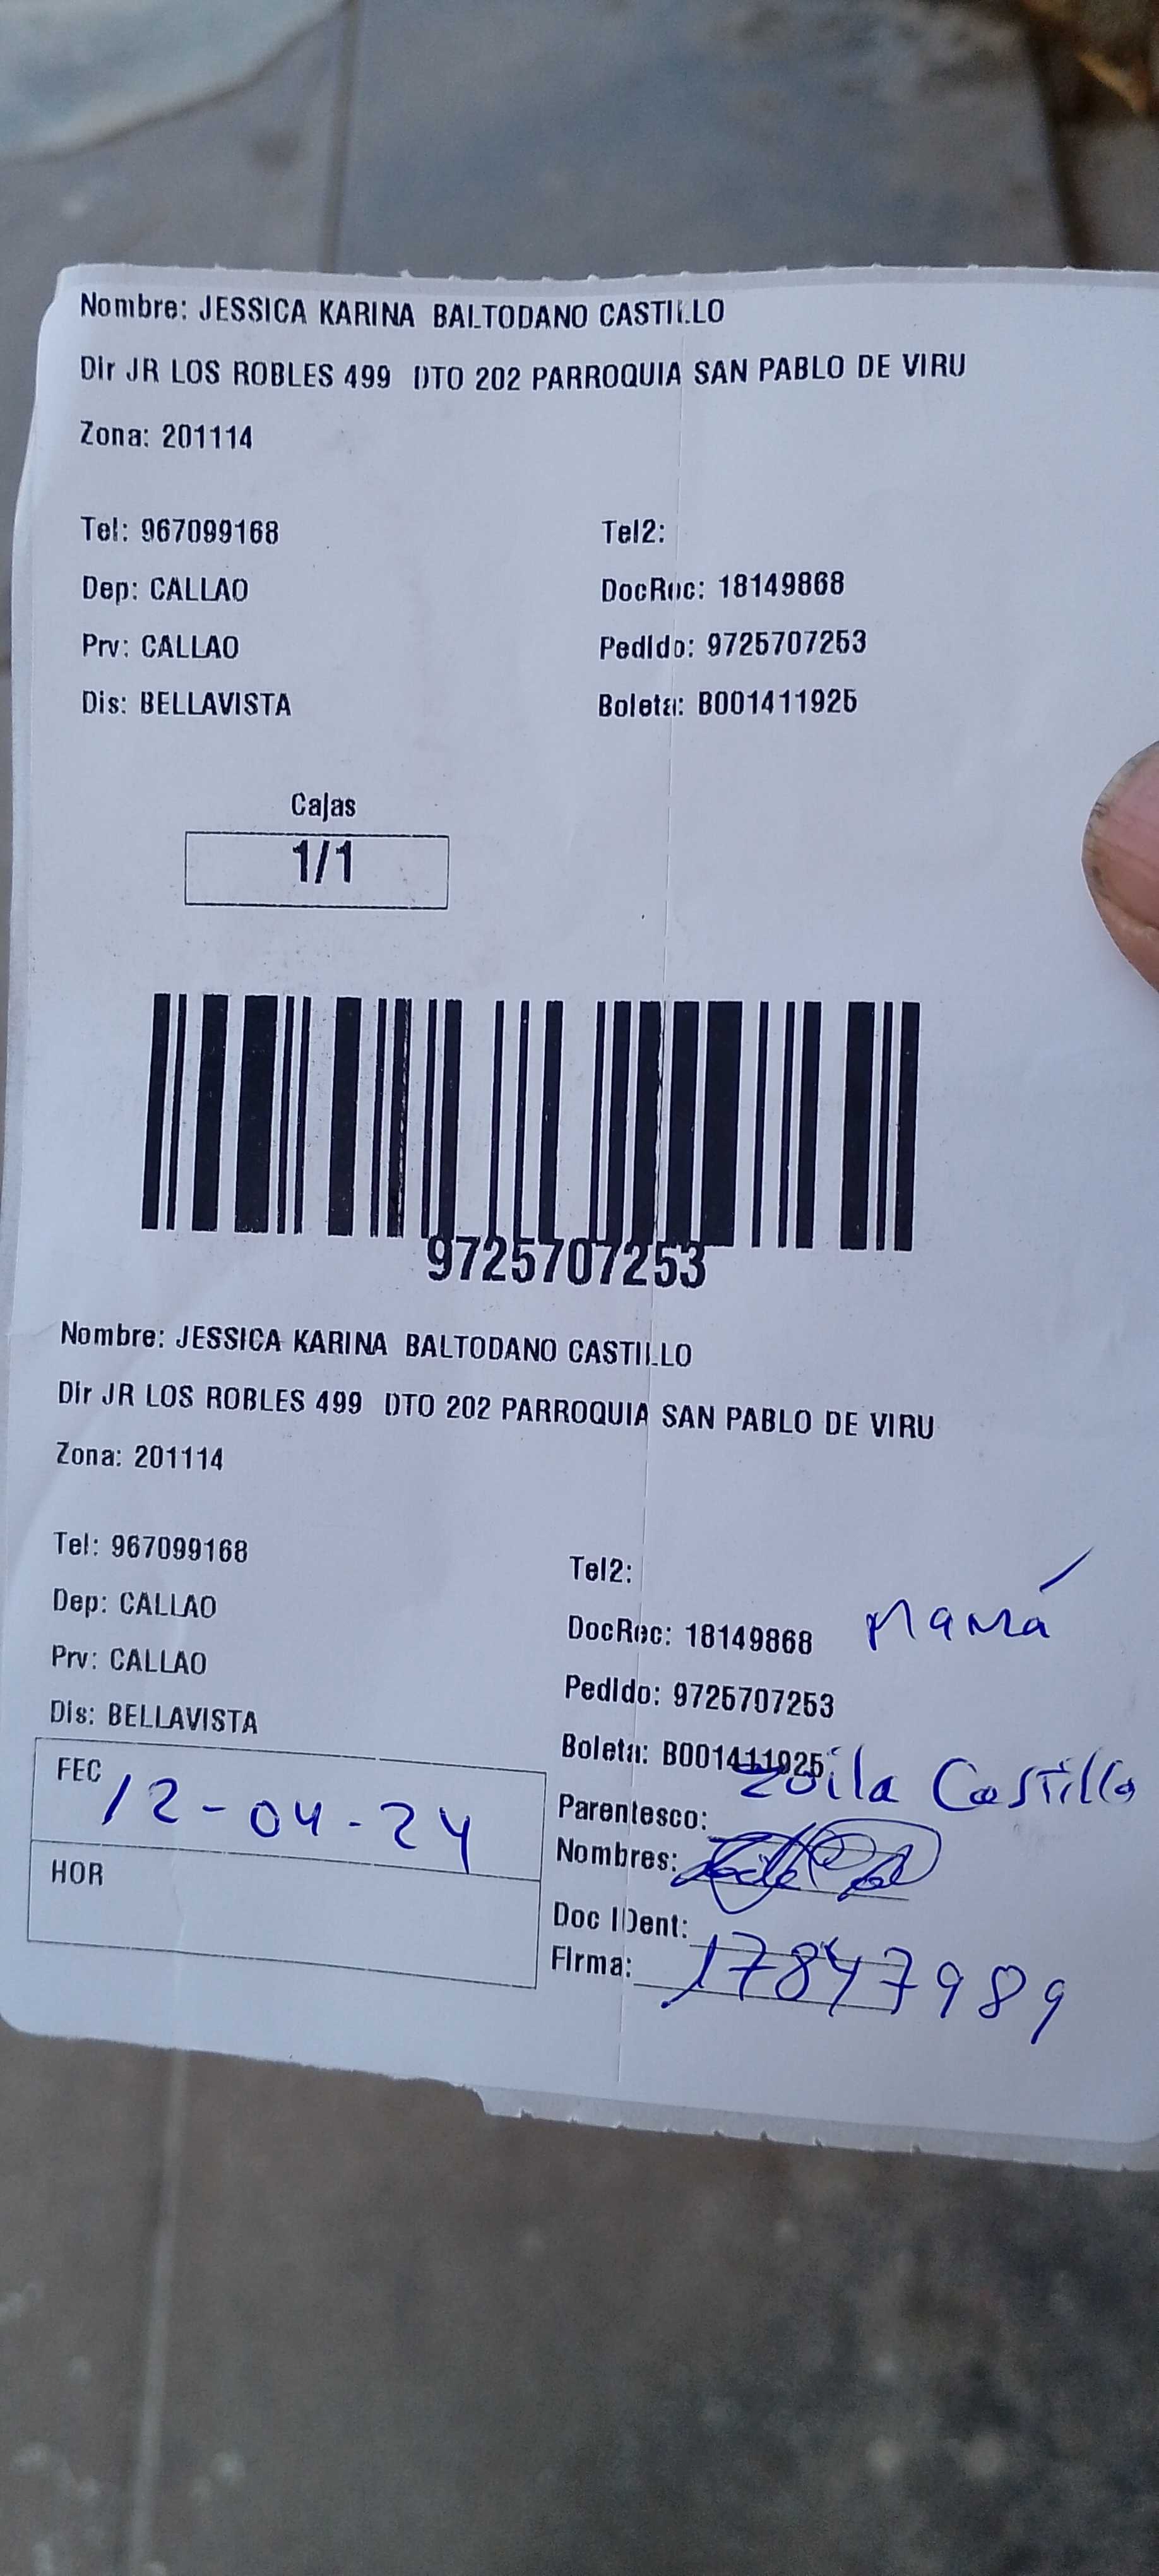 Nombre: JESSICA KARINA BALTODANO CASTILLO
Dir JR LOS ROBLES 499 DTO 202 PARROQUIA SAN PABLO DE VIRU
Zona: 201114
Tel: 967099168 Tel2:
Dep: CALLAO DocRec: 18149868
Prv: CALLAO Pedido: 9725707253
Dis: BELLAVISTA Boleta: B001411925
Cajas
1/1
9725707253
Nombre: JESSICA KARINA BALTODANO CASTILLO
Dir JR LOS ROBLES 499 DTO 202 PARROQUIA SAN PABLO DE VIRU
Zona: 201114
Tel: 967099168 Tel2:
Dep: CALLAO DocRec: 18149868 Mamá
Prv: CALLAO Pedido: 9725707253
Dis: BELLAVISTA Boleta: B001411925
Zoila Castillo
FEC 12-04-24 Parentesco:
Nombres:
HOR Doc IDent:
Firma: 17847989